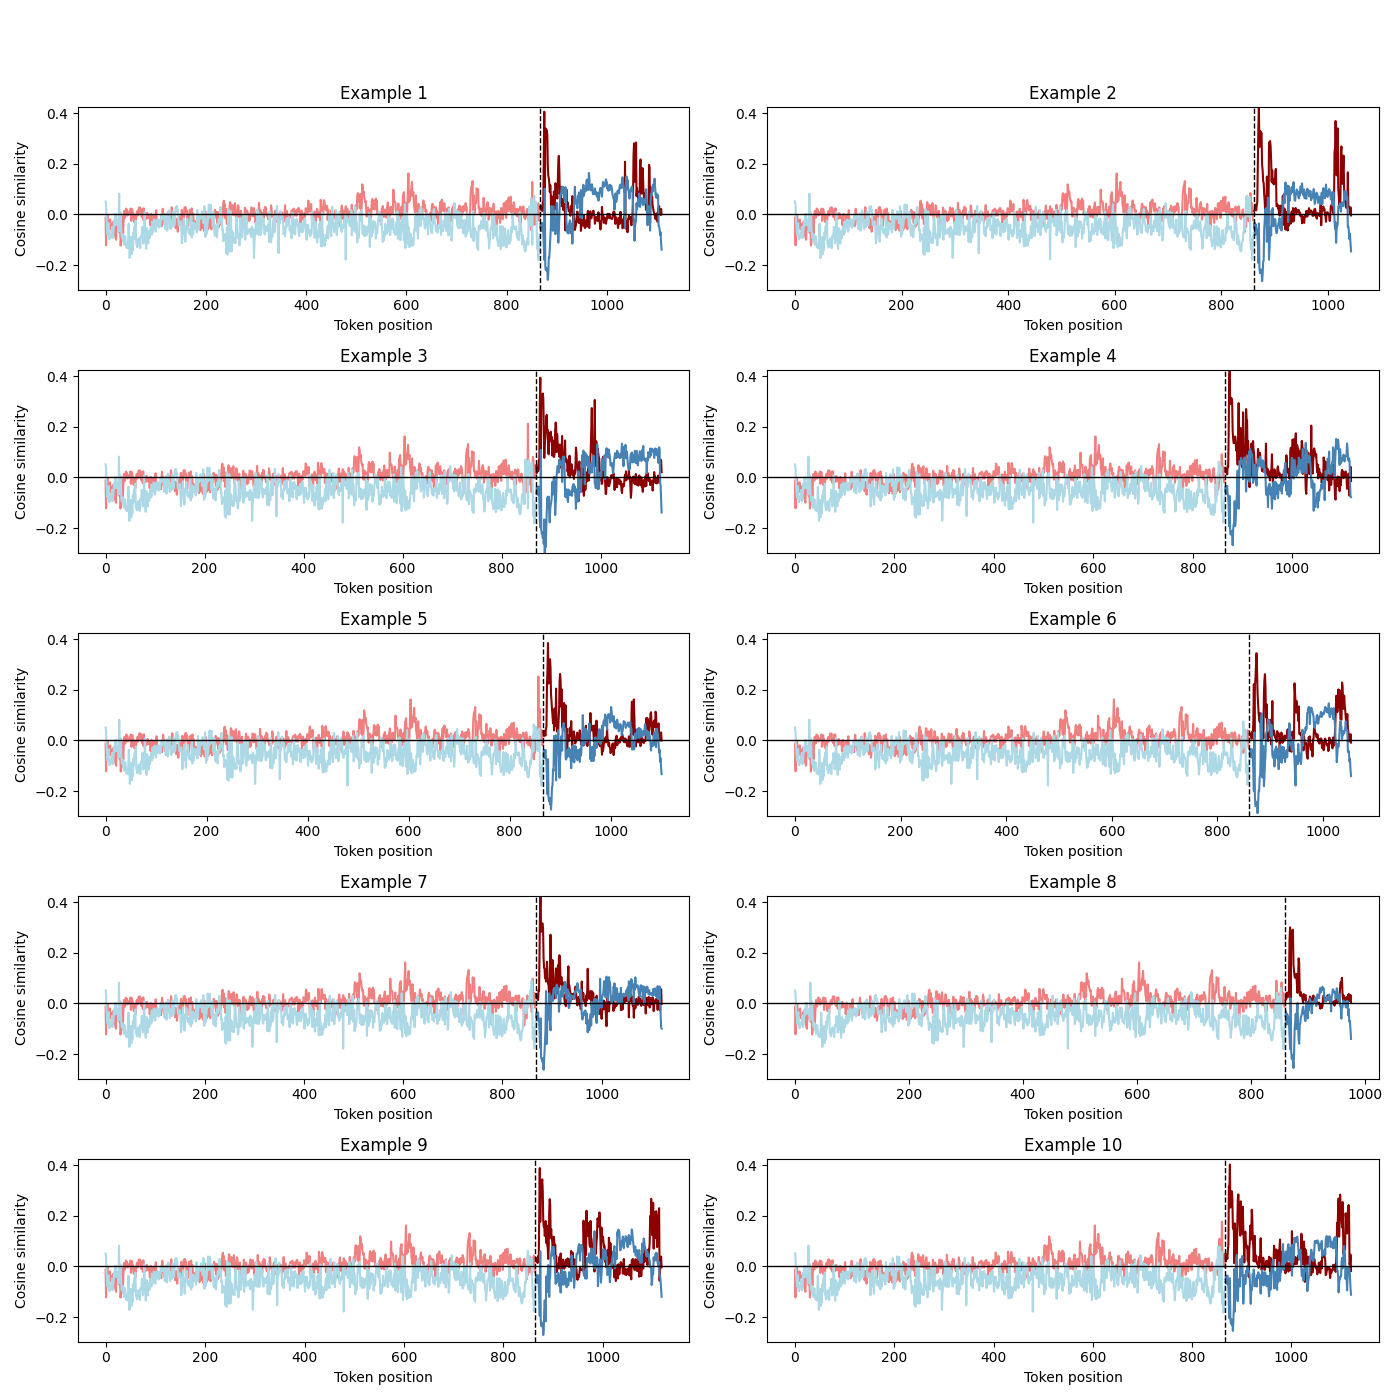 Example 1
Cosine similarity
0.4
0.2
0.0
−0.2
0 200 400 600 800 1000
Token position
Example 2
Cosine similarity
0.4
0.2
0.0
−0.2
0 200 400 600 800 1000
Token position
Example 3
Cosine similarity
0.4
0.2
0.0
−0.2
0 200 400 600 800 1000
Token position
Example 4
Cosine similarity
0.4
0.2
0.0
−0.2
0 200 400 600 800 1000
Token position
Example 5
Cosine similarity
0.4
0.2
0.0
−0.2
0 200 400 600 800 1000
Token position
Example 6
Cosine similarity
0.4
0.2
0.0
−0.2
0 200 400 600 800 1000
Token position
Example 7
Cosine similarity
0.4
0.2
0.0
−0.2
0 200 400 600 800 1000
Token position
Example 8
Cosine similarity
0.4
0.2
0.0
−0.2
0 200 400 600 800 1000
Token position
Example 9
Cosine similarity
0.4
0.2
0.0
−0.2
0 200 400 600 800 1000
Token position
Example 10
Cosine similarity
0.4
0.2
0.0
−0.2
0 200 400 600 800 1000
Token position